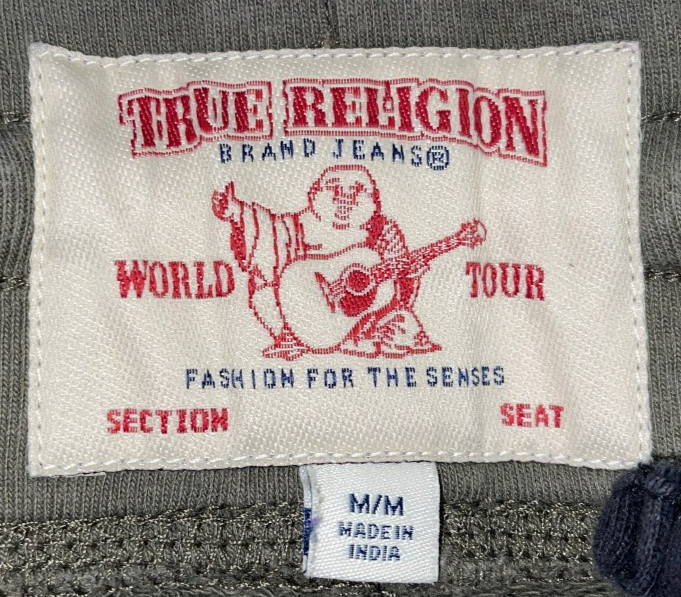 TRUE RELIGION
BRAND JEANS®
WORLD TOUR
FASHION FOR THE SENSES
SECTION SEAT
M/M
MADE IN
INDIA